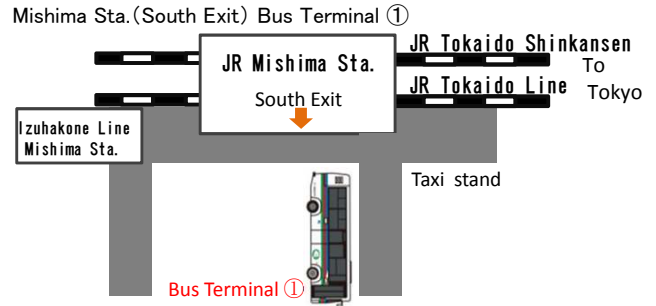 Mishima Sta.(South Exit) Bus Terminal ①
JR Tokaido Shinkansen
JR Mishima Sta.
To
JR Tokaido Line
Tokyo
South Exit
Izuhakone Line
Mishima Sta.
Taxi stand
Bus Terminal ①